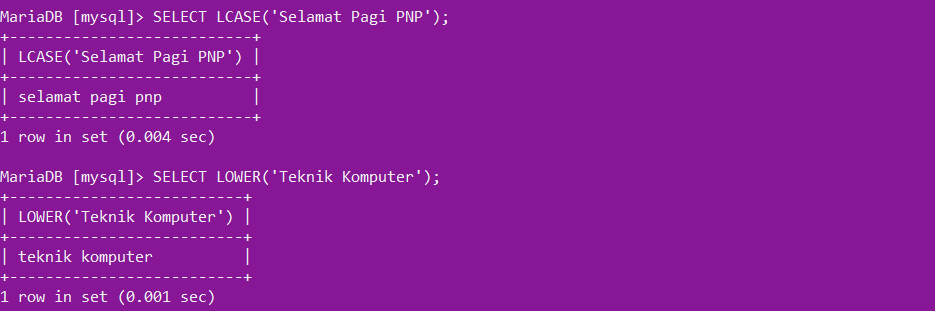 MariaDB [mysql]> SELECT LCASE('Selamat Pagi PNP');
+---------------------------+
| LCASE('Selamat Pagi PNP') |
+---------------------------+
| selamat pagi pnp          |
+---------------------------+
1 row in set (0.004 sec)
MariaDB [mysql]> SELECT LOWER('Teknik Komputer');
+--------------------------+
| LOWER('Teknik Komputer') |
+--------------------------+
| teknik komputer          |
+--------------------------+
1 row in set (0.001 sec)